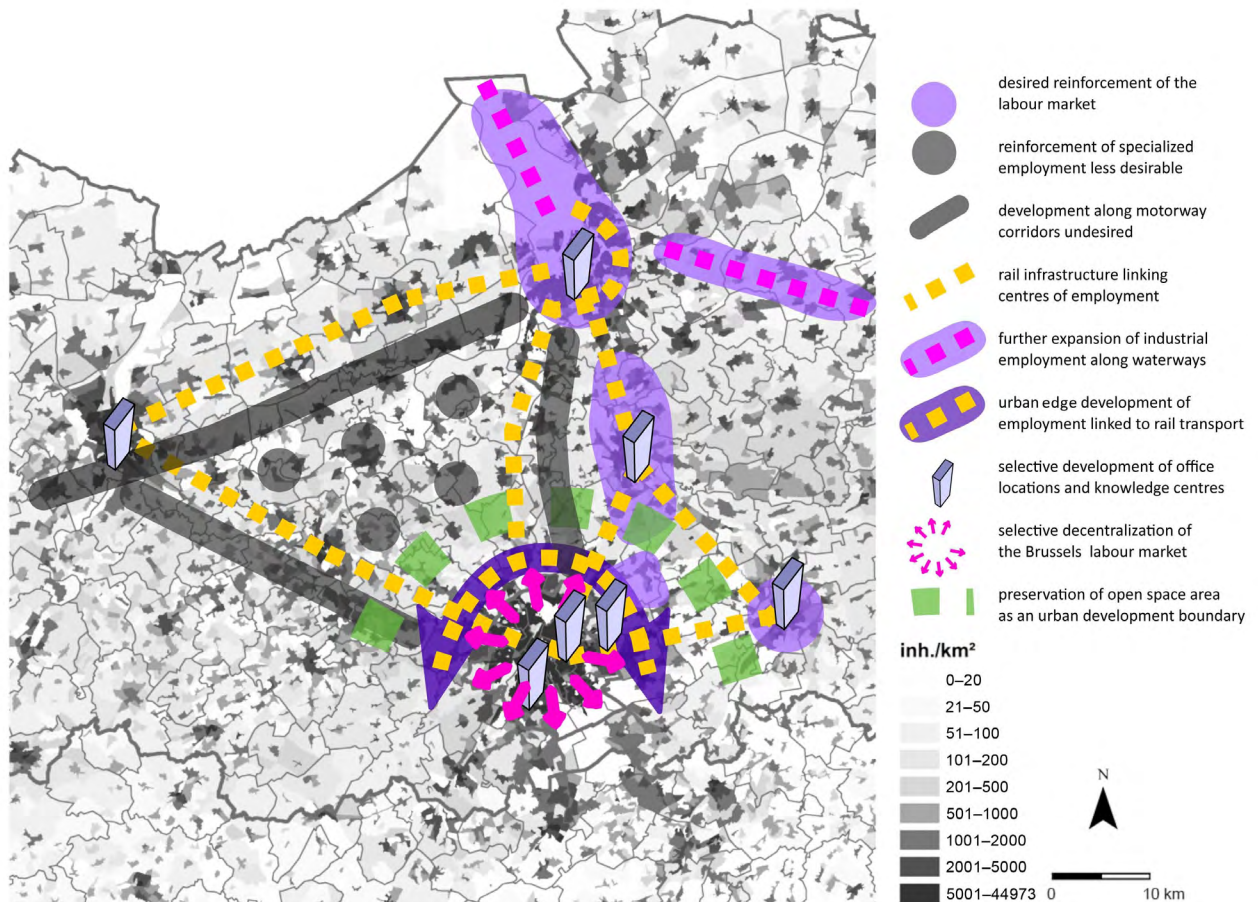 desired reinforcement of the
labour market
reinforcement of specialized
employment less desirable
development along motorway
corridors undesired
rail infrastructure linking
centres of employment
further expansion of industrial
employment along waterways
urban edge development of
employment linked to rail transport
selective development of office
locations and knowledge centres
selective decentralization of
the Brussels labour market
preservation of open space area
as an urban development boundary
inh./km²
0–20
21–50
51–100
101–200
201–500
501–1000
1001–2000
2001–5000
5001–44973
N
0 10 km